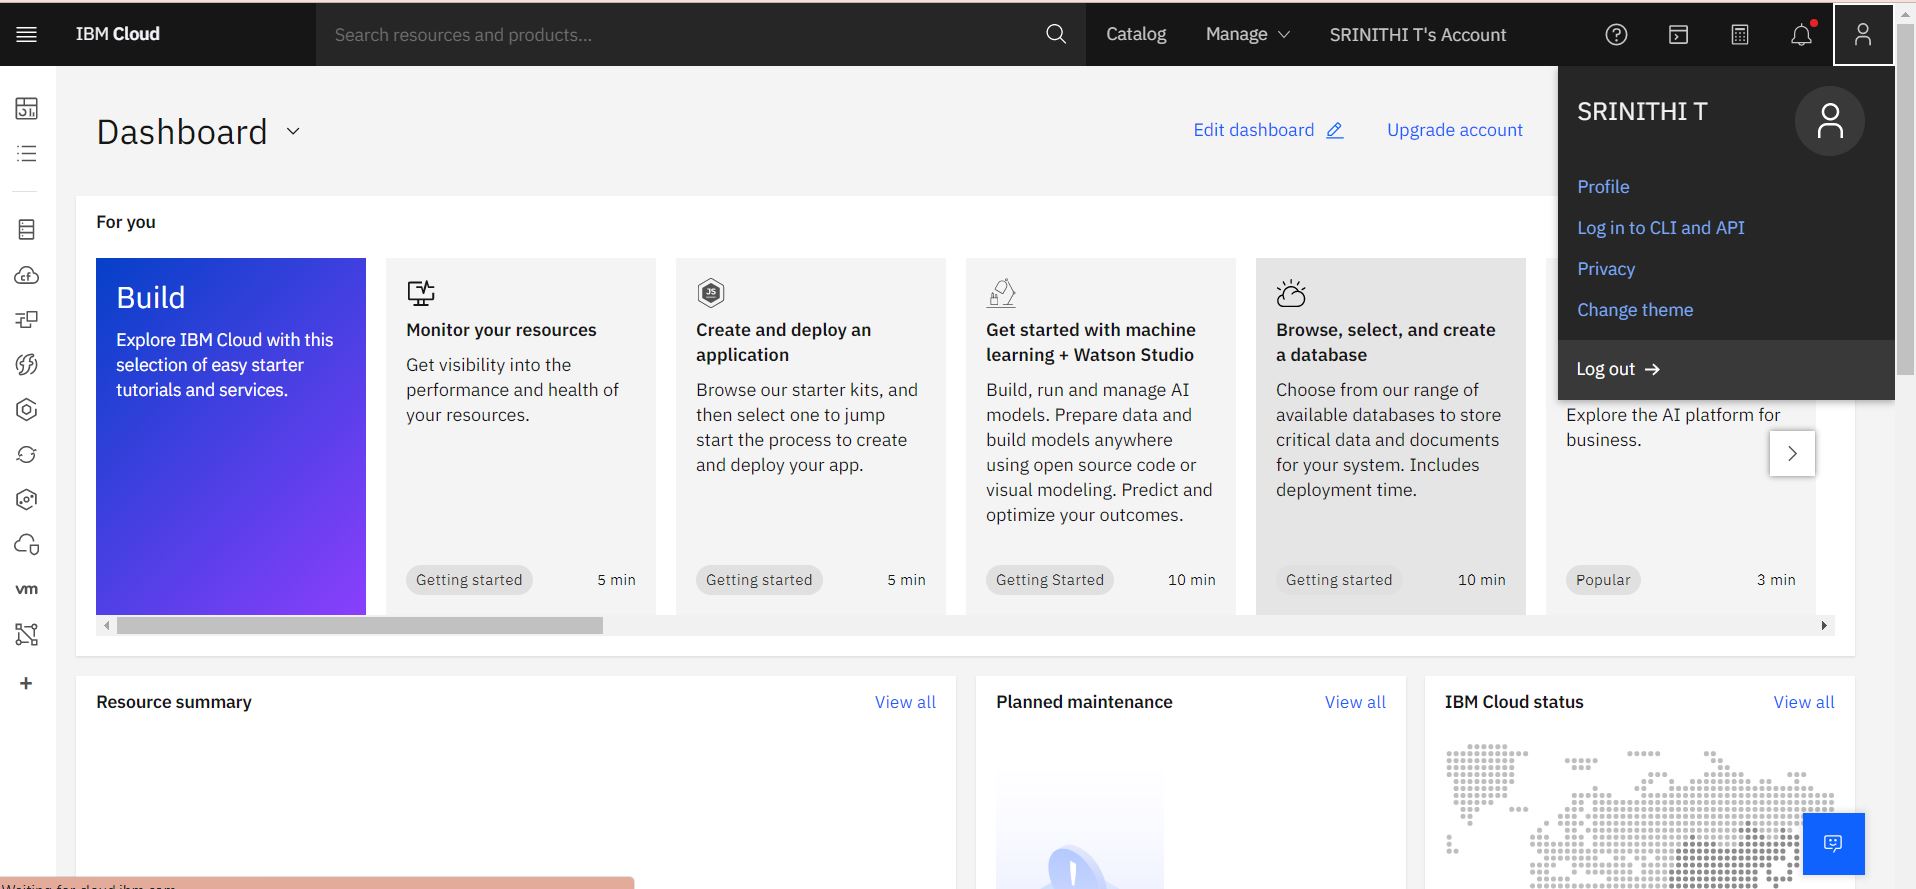 IBM Cloud
Search resources and products...
Catalog
Manage
SRINITHI T's Account
SRINITHI T
Profile
Log in to CLI and API
Privacy
Change theme
Log out →
Dashboard
Edit dashboard
Upgrade account
For you
Build
Explore IBM Cloud with this
selection of easy starter
tutorials and services.
Monitor your resources
Get visibility into the
performance and health of
your resources.
Getting started
5 min
JS
Create and deploy an
application
Browse our starter kits, and
then select one to jump
start the process to create
and deploy your app.
Getting started
5 min
Get started with machine
learning + Watson Studio
Build, run and manage AI
models. Prepare data and
build models anywhere
using open source code or
visual modeling. Predict and
optimize your outcomes.
Getting Started
10 min
Browse, select, and create
a database
Choose from our range of
available databases to store
critical data and documents
for your system. Includes
deployment time.
Getting started
10 min
Explore the AI platform for
business.
Popular
3 min
cf
vm
Resource summary
View all
Planned maintenance
View all
IBM Cloud status
View all
Waiting for cloud.ibm.com